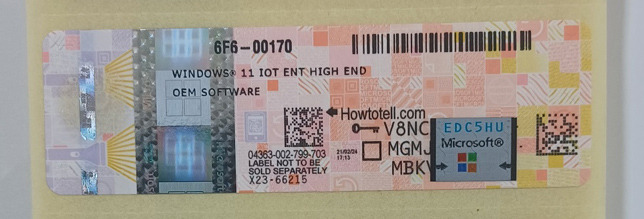 6F6-00170
WINDOWS® 11 IOT ENT HIGH END
OEM SOFTWARE
Howtotell.com
V8NC
MGMJ
MBKV
EDC5HU
Microsoft®
04363-002-799-703
LABEL NOT TO BE
SOLD SEPARATELY
X23-66215
21/02/24
17:13